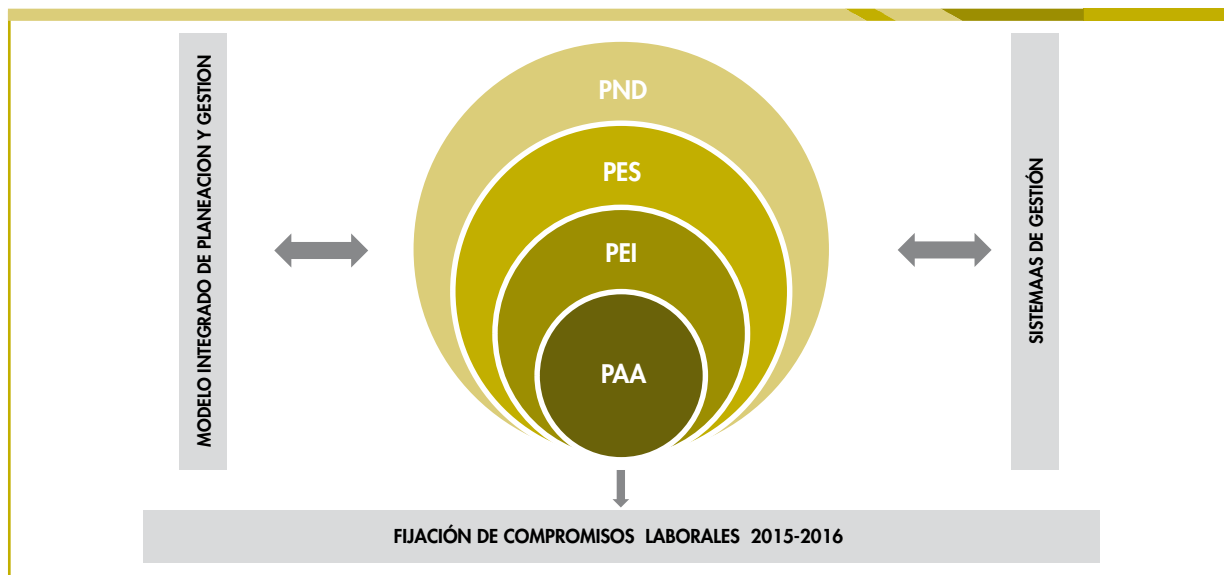 MODELO INTEGRADO DE PLANEACION Y GESTION
PND
PES
PEI
PAA
SISTEMAAS DE GESTIÓN
FIJACIÓN DE COMPROMISOS LABORALES 2015-2016